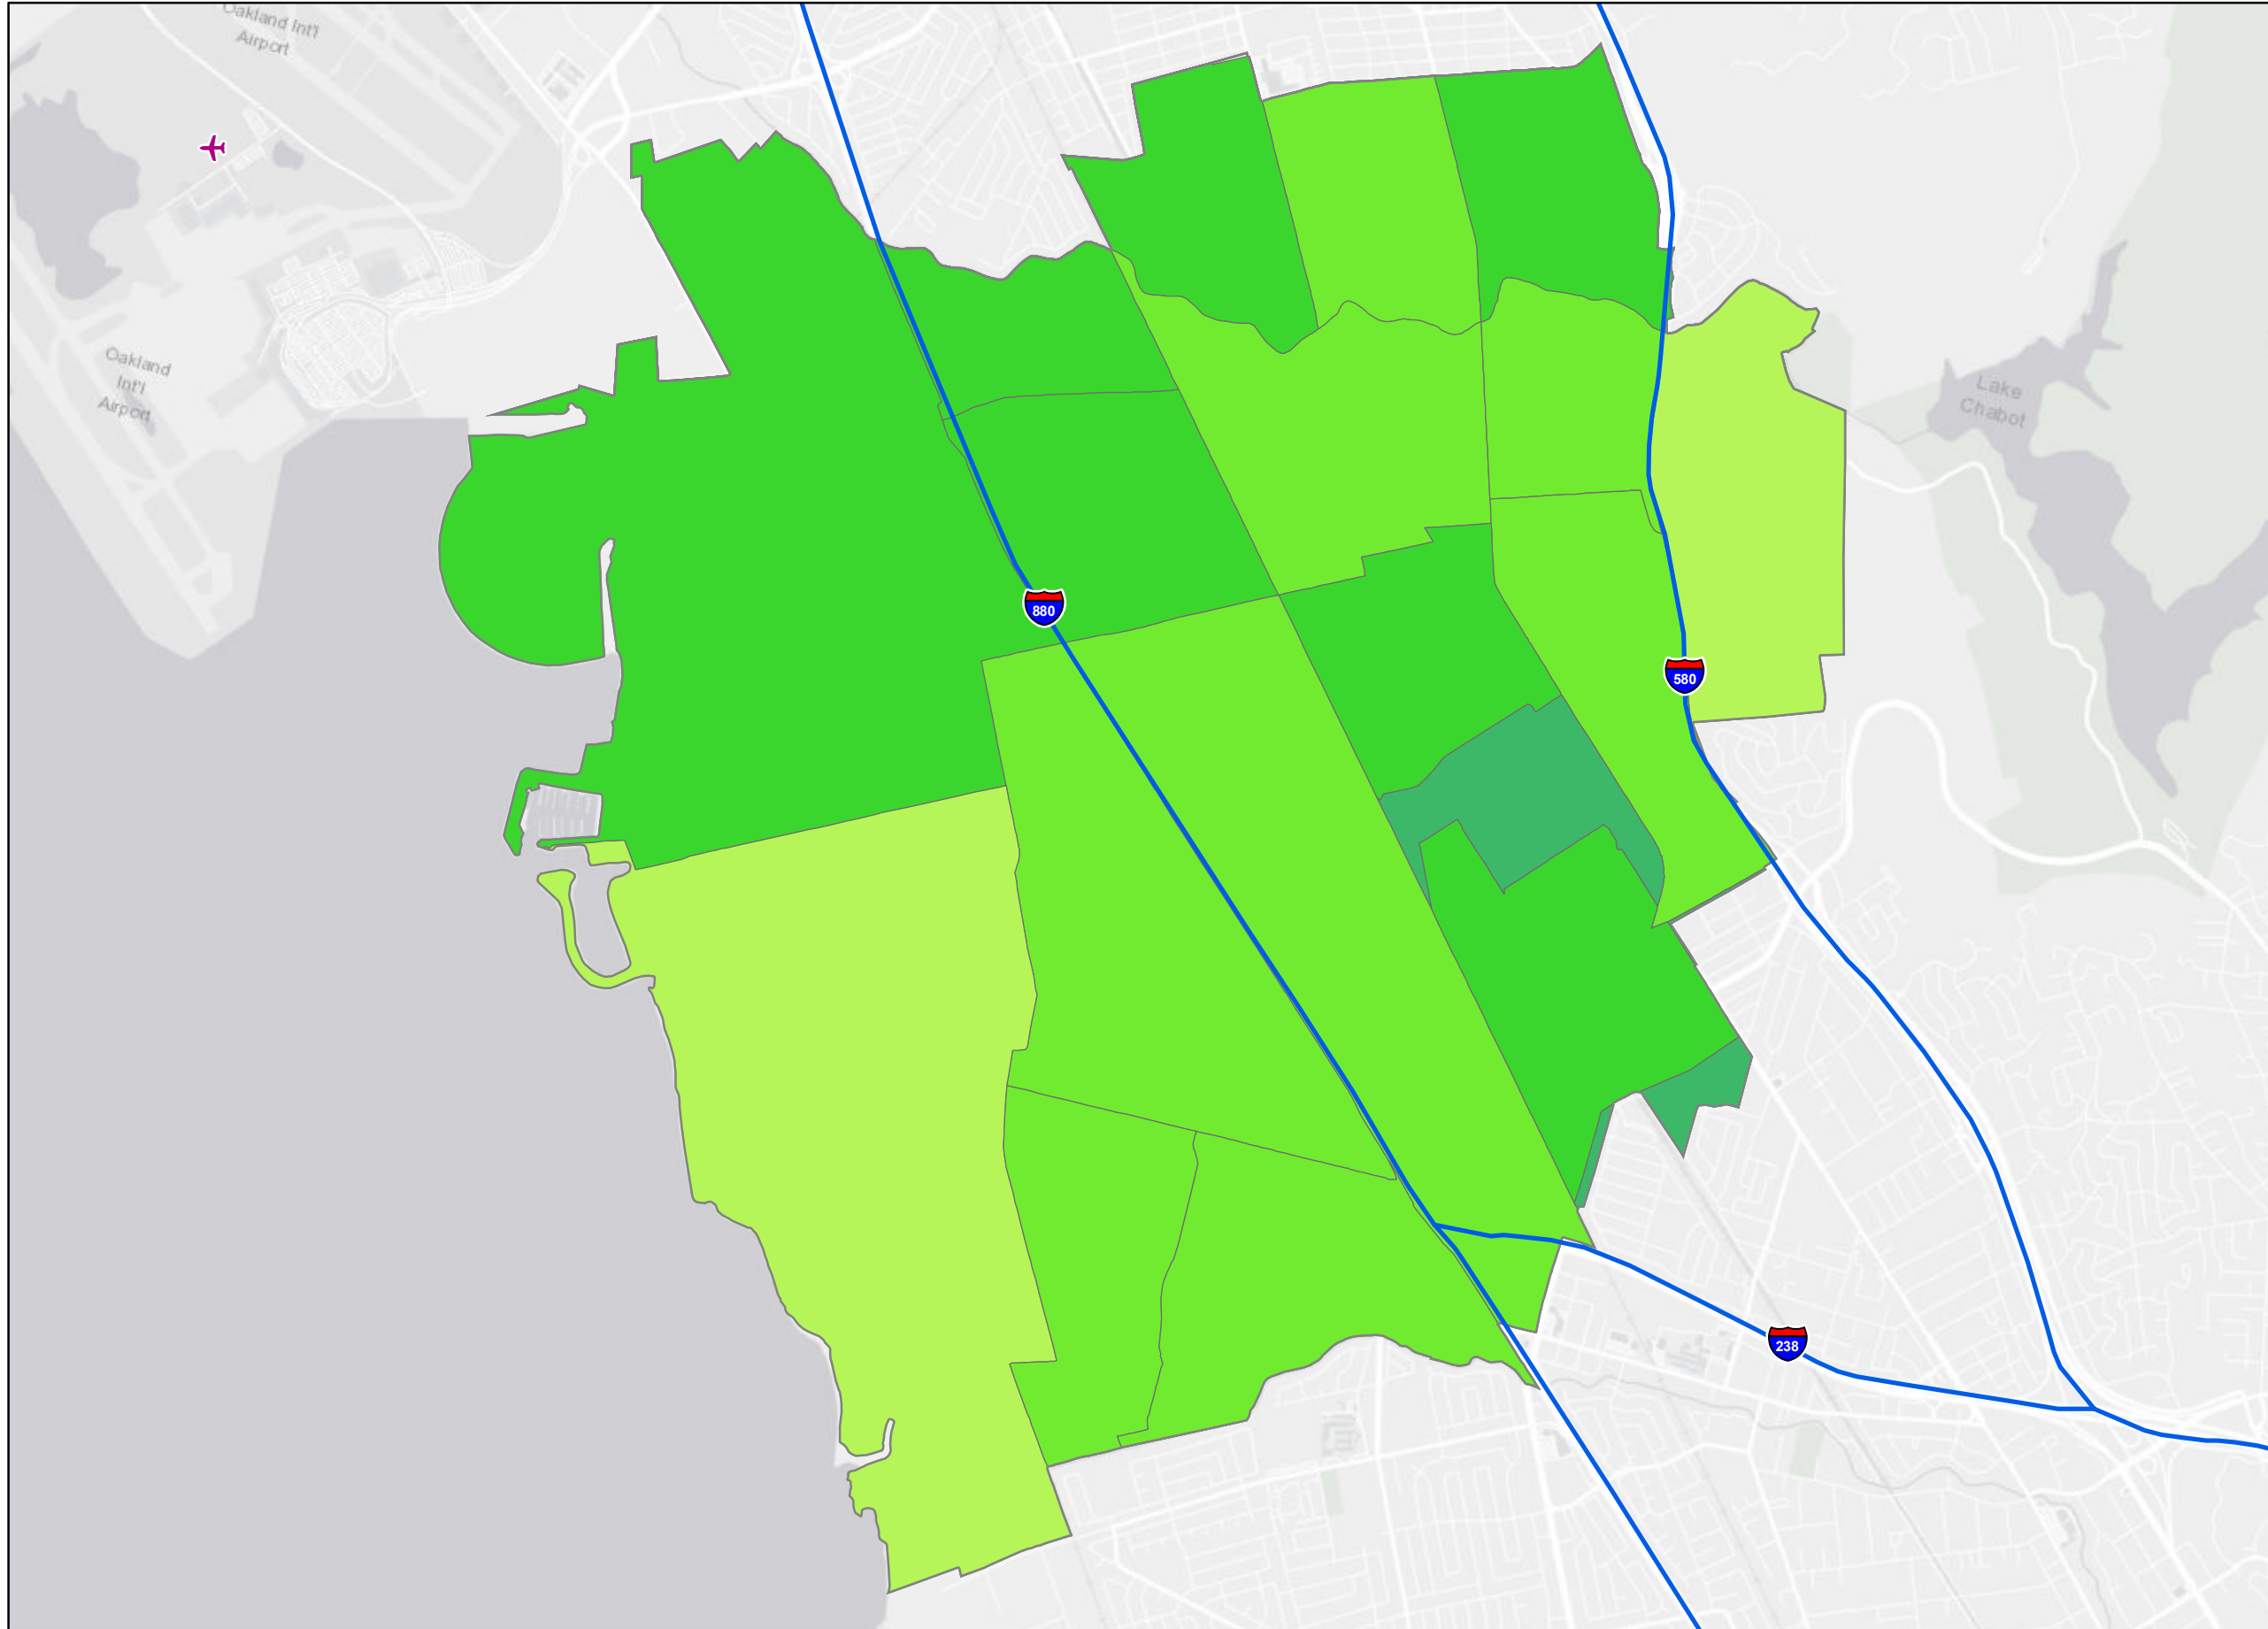 Oakland Int'l
Airport
Oakland
Int'l
Airport
Lake
Chabot
880
580
238